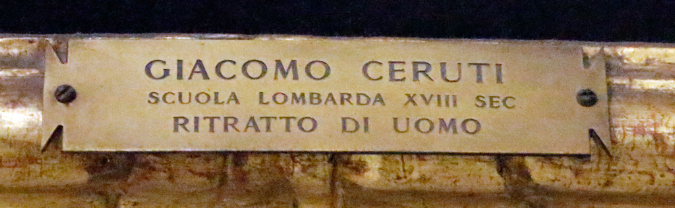 GIACOMO CERUTI
SCUOLA LOMBARDA XVIII SEC
RITRATTO DI UOMO